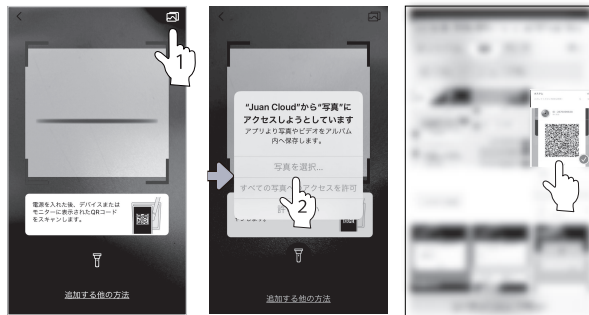 1
電源を入れた後、デバイスまたは
モニターに表示されたQRコード
をスキャンします。
追加する他の方法
"Juan Cloud"から"写真"に
アクセスしようとしています
アプリより写真やビデオをアルバム
内へ保存します。
写真を選択...
すべての写真へ アクセスを許可
許
2
追加する他の方法